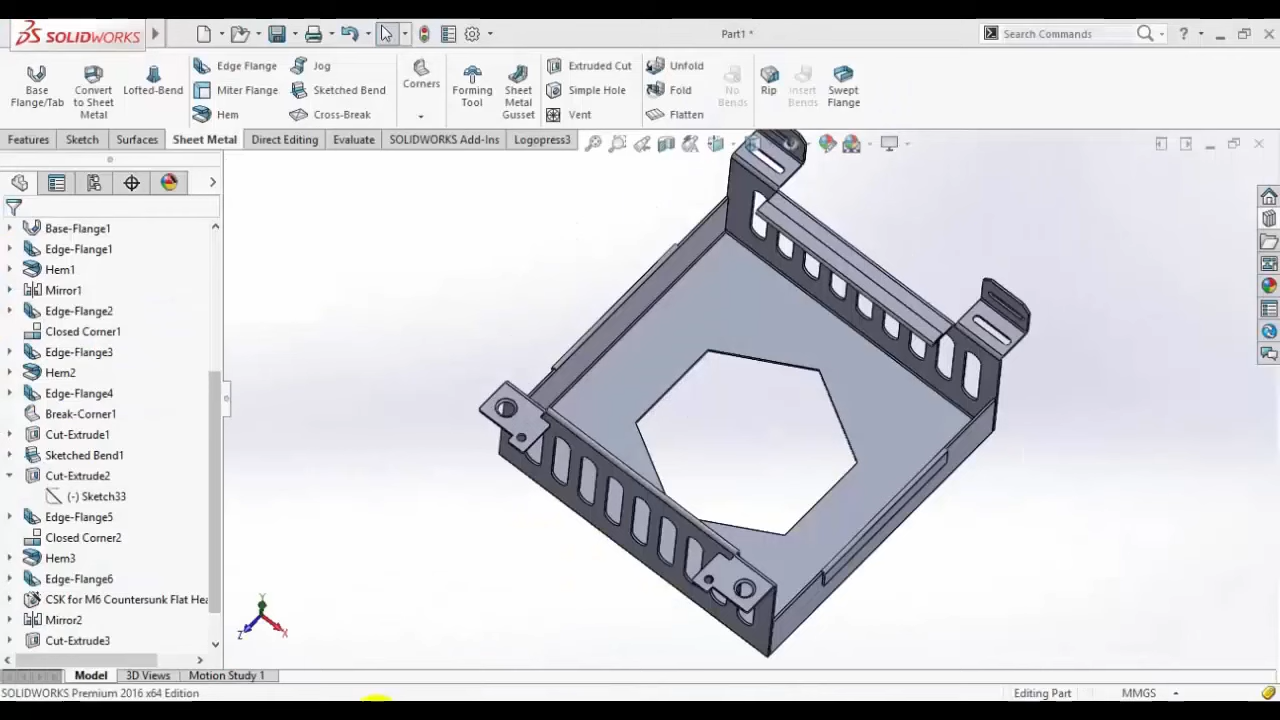 SOLIDWORKS
Part1 *
Search Commands
?
Base Flange/Tab
Convert to Sheet Metal
Lofted-Bend
Edge Flange
Miter Flange
Hem
Jog
Sketched Bend
Cross-Break
Corners
Forming Tool
Sheet Metal Gusset
Extruded Cut
Simple Hole
Vent
Unfold
Fold
Flatten
No Bends
Rip
Insert Bends
Swept Flange
Features
Sketch
Surfaces
Sheet Metal
Direct Editing
Evaluate
SOLIDWORKS Add-Ins
Logopress3
Base-Flange1
Edge-Flange1
Hem1
Mirror1
Edge-Flange2
Closed Corner1
Edge-Flange3
Hem2
Edge-Flange4
Break-Corner1
Cut-Extrude1
Sketched Bend1
Cut-Extrude2
(-) Sketch33
Edge-Flange5
Closed Corner2
Hem3
Edge-Flange6
CSK for M6 Countersunk Flat Hea
Mirror2
Cut-Extrude3
Y
Z
X
Model
3D Views
Motion Study 1
SOLIDWORKS Premium 2016 x64 Edition
Editing Part
MMGS